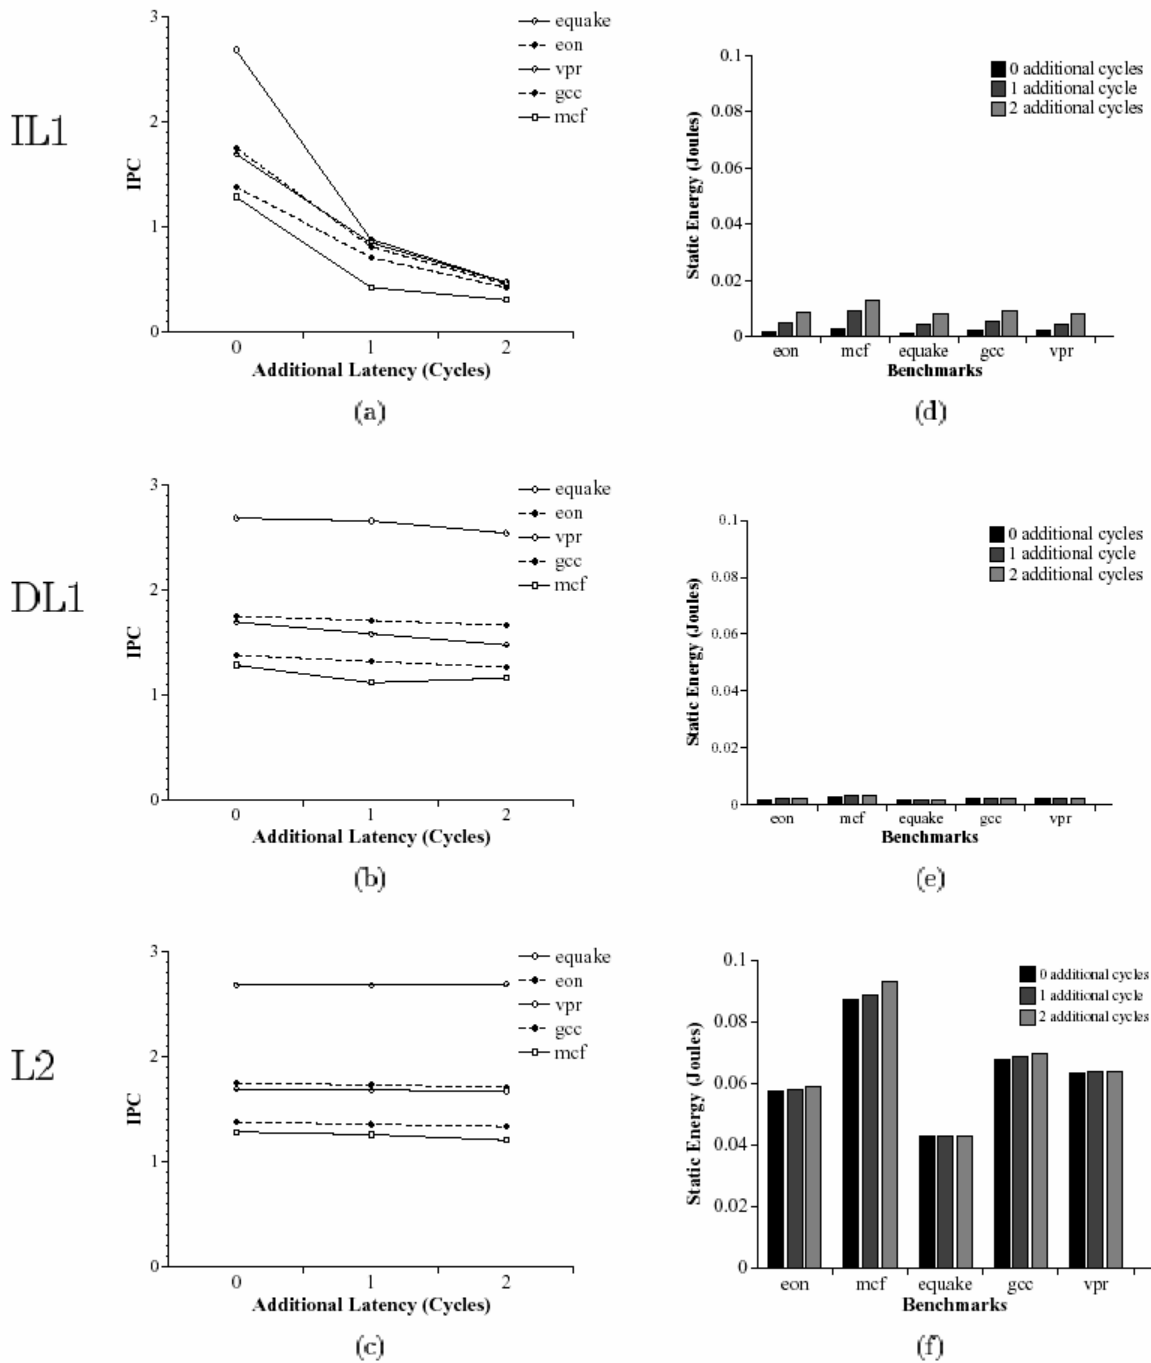 IL1
3
2
1
0
IPC
equake
eon
vpr
gcc
mcf
0 1 2
Additional Latency (Cycles)
(a)
0.1
0.08
0.06
0.04
0.02
0
Static Energy (Joules)
0 additional cycles
1 additional cycle
2 additional cycles
eon mcf equake gcc vpr
Benchmarks
(d)
DL1
3
2
1
0
IPC
equake
eon
vpr
gcc
mcf
0 1 2
Additional Latency (Cycles)
(b)
0.1
0.08
0.06
0.04
0.02
0
Static Energy (Joules)
0 additional cycles
1 additional cycle
2 additional cycles
eon mcf equake gcc vpr
Benchmarks
(e)
L2
3
2
1
0
IPC
equake
eon
vpr
gcc
mcf
0 1 2
Additional Latency (Cycles)
(c)
0.1
0.08
0.06
0.04
0.02
0
Static Energy (Joules)
0 additional cycles
1 additional cycle
2 additional cycles
eon mcf equake gcc vpr
Benchmarks
(f)